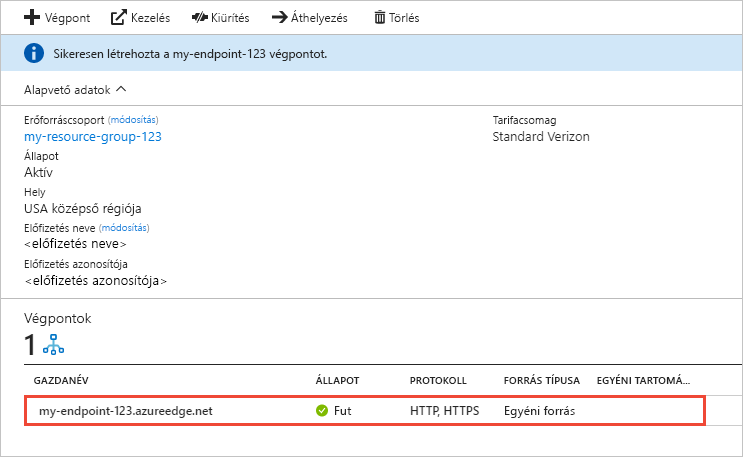 Végpont Kezelés Kiürítés Áthelyezés Törlés
Sikeresen létrehozta a my-endpoint-123 végpontot.
Alapvető adatok
Erőforráscsoport (módosítás)
my-resource-group-123
Tarifacsomag
Standard Verizon
Állapot
Aktív
Hely
USA középső régiója
Előfizetés neve (módosítás)
<előfizetés neve>
Előfizetés azonosítója
<előfizetés azonosítója>
Végpontok
1
GAZDANÉV ÁLLAPOT PROTOKOLL FORRÁS TÍPUSA EGYÉNI TARTOMÁ...
my-endpoint-123.azureedge.net Fut HTTP, HTTPS Egyéni forrás